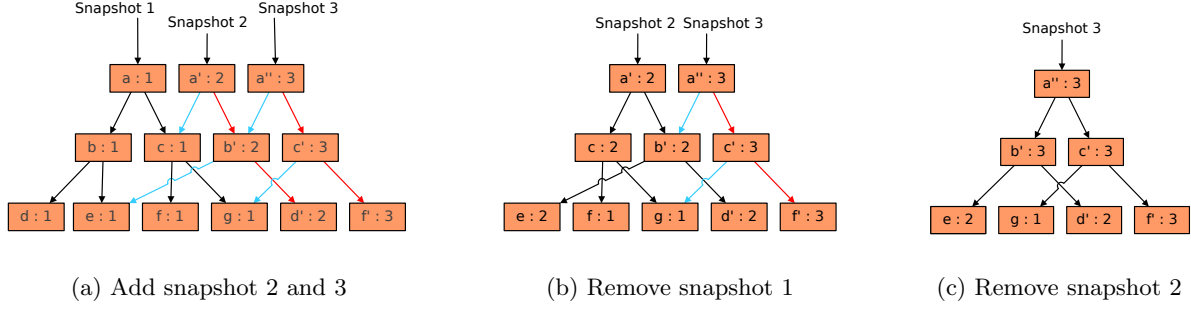 Snapshot 1
Snapshot 2
Snapshot 3
a : 1
a' : 2
a'' : 3
b : 1
c : 1
b' : 2
c' : 3
d : 1
e : 1
f : 1
g : 1
d' : 2
f' : 3
(a) Add snapshot 2 and 3
Snapshot 2
Snapshot 3
a' : 2
a'' : 3
c : 2
b' : 2
c' : 3
e : 2
f : 1
g : 1
d' : 2
f' : 3
(b) Remove snapshot 1
Snapshot 3
a'' : 3
b' : 3
c' : 3
e : 2
g : 1
d' : 2
f' : 3
(c) Remove snapshot 2